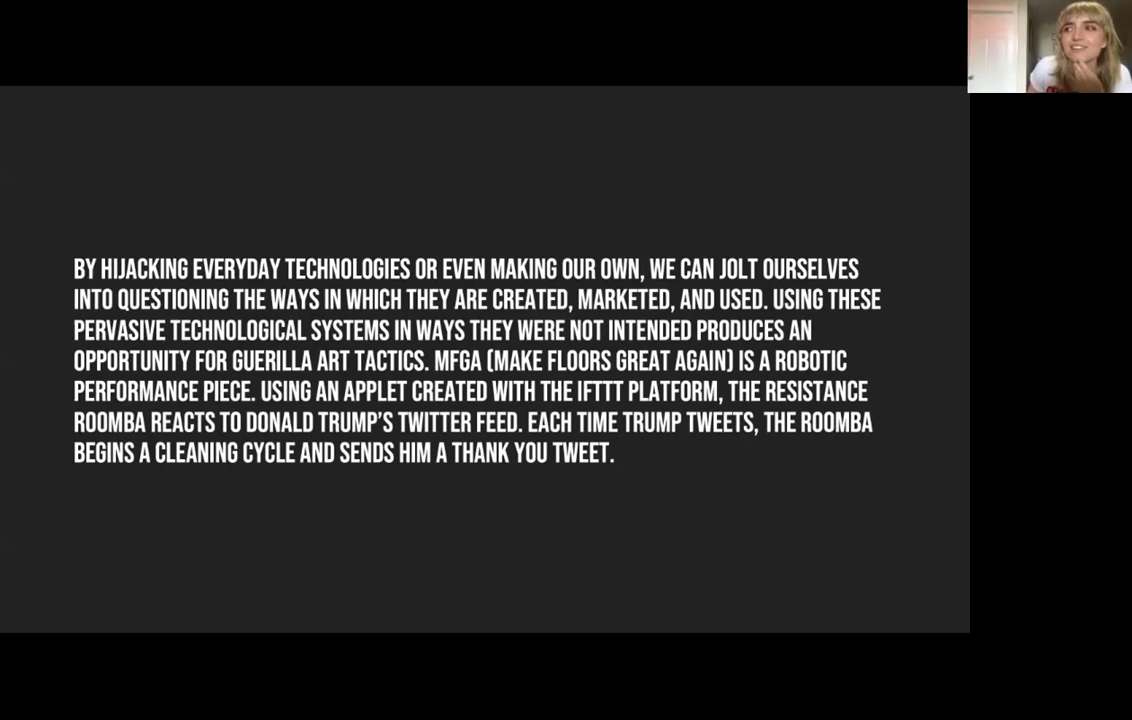 BY HIJACKING EVERYDAY TECHNOLOGIES OR EVEN MAKING OUR OWN, WE CAN JOLT OURSELVES
INTO QUESTIONING THE WAYS IN WHICH THEY ARE CREATED, MARKETED, AND USED. USING THESE
PERVASIVE TECHNOLOGICAL SYSTEMS IN WAYS THEY WERE NOT INTENDED PRODUCES AN
OPPORTUNITY FOR GUERILLA ART TACTICS. MFGA (MAKE FLOORS GREAT AGAIN) IS A ROBOTIC
PERFORMANCE PIECE. USING AN APPLET CREATED WITH THE IFTTT PLATFORM, THE RESISTANCE
ROOMBA REACTS TO DONALD TRUMP'S TWITTER FEED. EACH TIME TRUMP TWEETS, THE ROOMBA
BEGINS A CLEANING CYCLE AND SENDS HIM A THANK YOU TWEET.